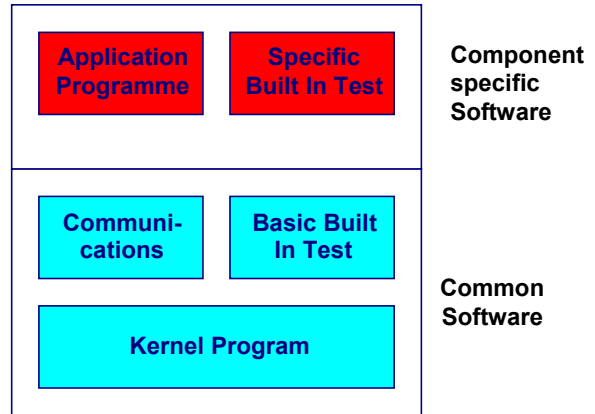 Application
Programme
Specific
Built In Test
Component
specific
Software
Communi-
cations
Basic Built
In Test
Common
Software
Kernel Program